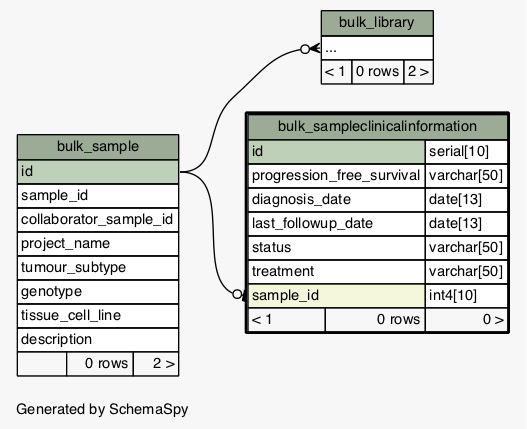 bulk_library
...
< 1 0 rows 2 >
bulk_sampleclinicalinformation
id serial[10]
progression_free_survival varchar[50]
diagnosis_date date[13]
last_followup_date date[13]
status varchar[50]
treatment varchar[50]
sample_id int4[10]
< 1 0 rows 0 >
bulk_sample
id
sample_id
collaborator_sample_id
project_name
tumour_subtype
genotype
tissue_cell_line
description
0 rows 2 >
Generated by SchemaSpy